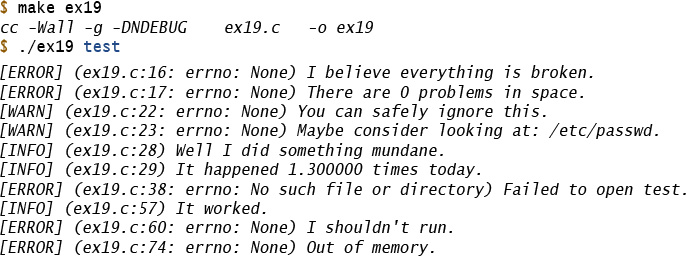 $ make ex19
cc -Wall -g -DNDEBUG    ex19.c   -o ex19
$ ./ex19 test
[ERROR] (ex19.c:16: errno: None) I believe everything is broken.
[ERROR] (ex19.c:17: errno: None) There are 0 problems in space.
[WARN] (ex19.c:22: errno: None) You can safely ignore this.
[WARN] (ex19.c:23: errno: None) Maybe consider looking at: /etc/passwd.
[INFO] (ex19.c:28) Well I did something mundane.
[INFO] (ex19.c:29) It happened 1.300000 times today.
[ERROR] (ex19.c:38: errno: No such file or directory) Failed to open test.
[INFO] (ex19.c:57) It worked.
[ERROR] (ex19.c:60: errno: None) I shouldn't run.
[ERROR] (ex19.c:74: errno: None) Out of memory.